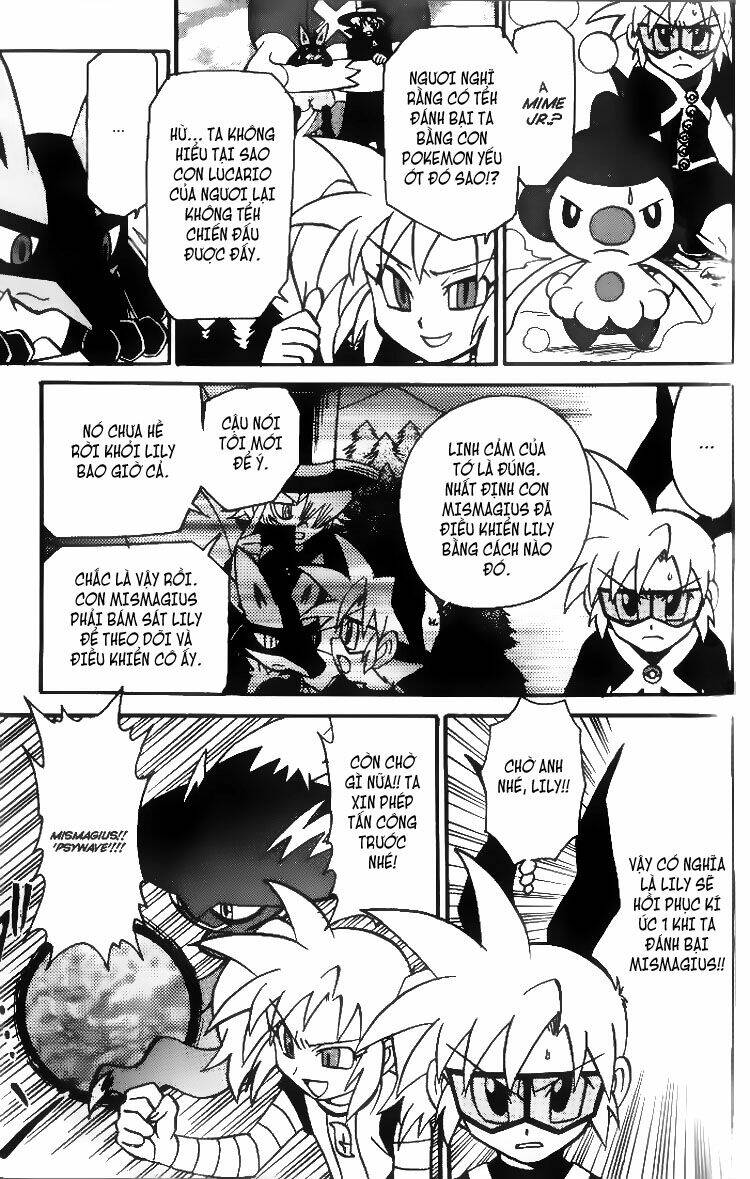 À
MIME
JR.?
NGƯƠI NGHĨ
RẰNG CÓ TỂH
ĐÁNH BẠI TA
BẰNG CON
POKEMON YẾU
ỚT ĐÓ SAO!?
HỪ... TA KHÔNG
HIỂU TẠI SAO
CON LUCARIO
CỦA NGƯƠI LẠI
KHÔNG TỂH
CHIẾN ĐẤU
ĐƯỢC ĐẤY.
...
...
LINH CẢM CỦA
TỚ LÀ ĐÚNG.
NHẤT ĐỊNH CON
MISMAGIUS ĐÃ
ĐIỀU KHIỂN LILY
BẰNG CÁCH NÀO
ĐÓ.
CẬU NÓI
TÔI MỚI
ĐỂ Ý.
NÓ CHƯA HỀ
RỜI KHỎI LILY
BAO GIỜ CẢ.
CHẮC LÀ VẬY RỒI.
CON MISMAGIUS
PHẢI BÁM SÁT LILY
ĐỂ THEO DÕI VÀ
ĐIỀU KHIỂN CÔ ẤY.
VẬY CÓ NGHĨA
LÀ LILY SẼ
HỒI PHỤC KÍ
ỨC 1 KHI TA
ĐÁNH BẠI
MISMAGIUS!!
CHỜ ANH
NHÉ, LILY!!
CÒN CHỜ
GÌ NỮA!! TA
XIN PHÉP
TẤN CÔNG
TRƯỚC
NHÉ!
MISMAGIUS!!
'PSYWAVE'!!!